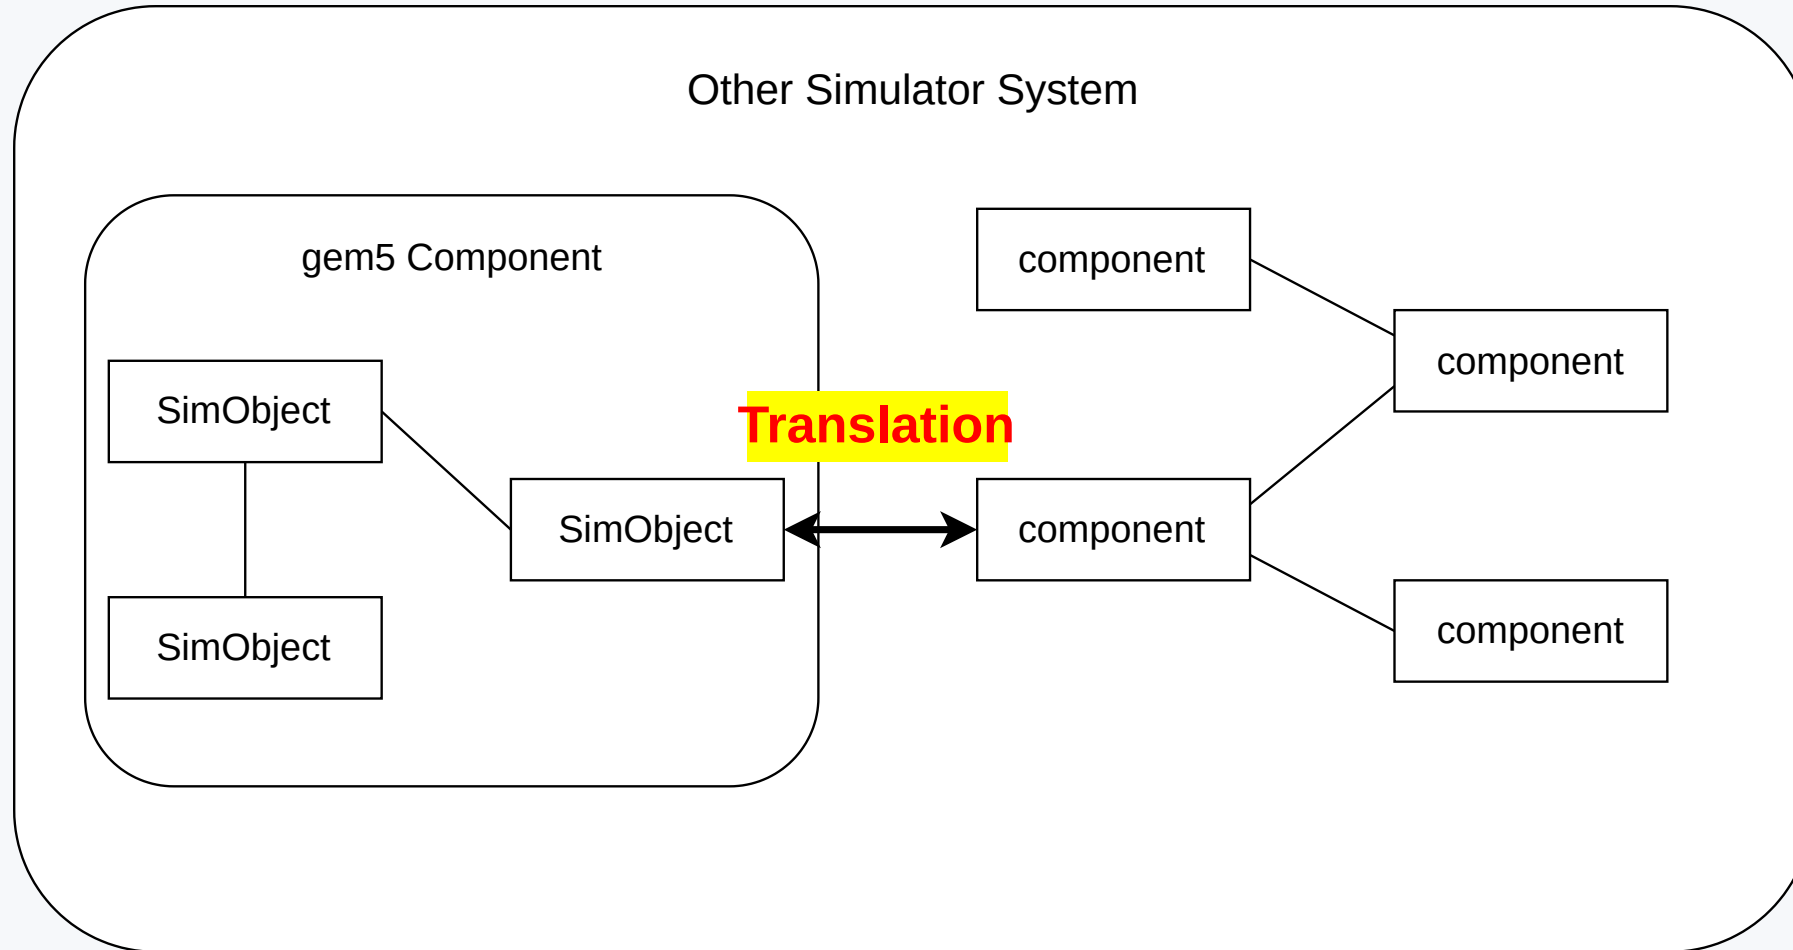 Other Simulator System
gem5 Component
component
component
SimObject
Translation
SimObject
component
SimObject
component